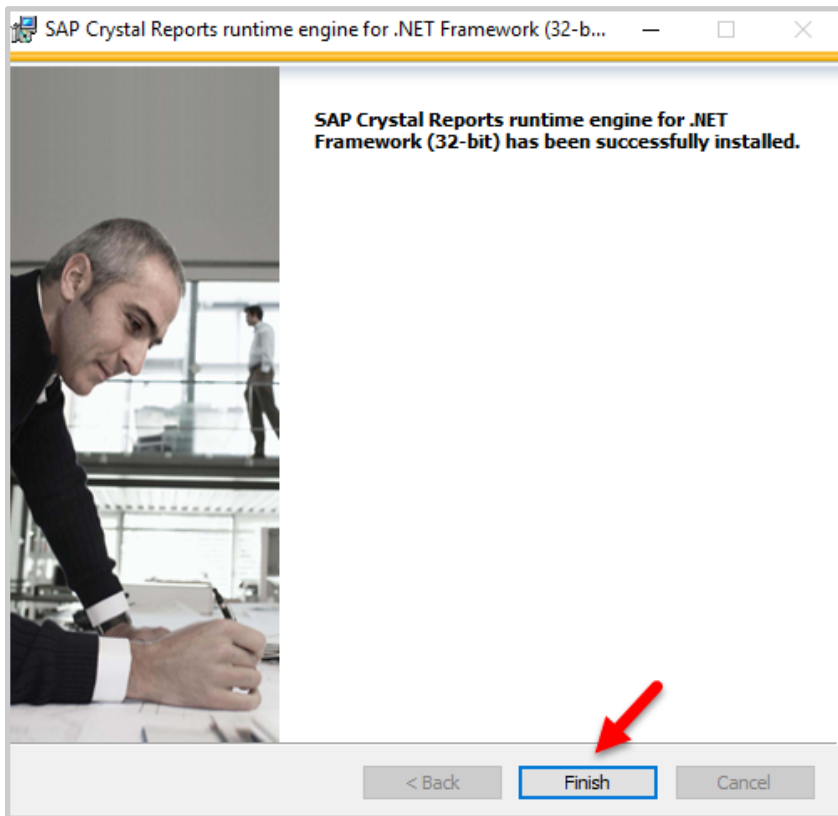 SAP Crystal Reports runtime engine for .NET Framework (32-b...
SAP Crystal Reports runtime engine for .NET
Framework (32-bit) has been successfully installed.
< Back
Finish
Cancel